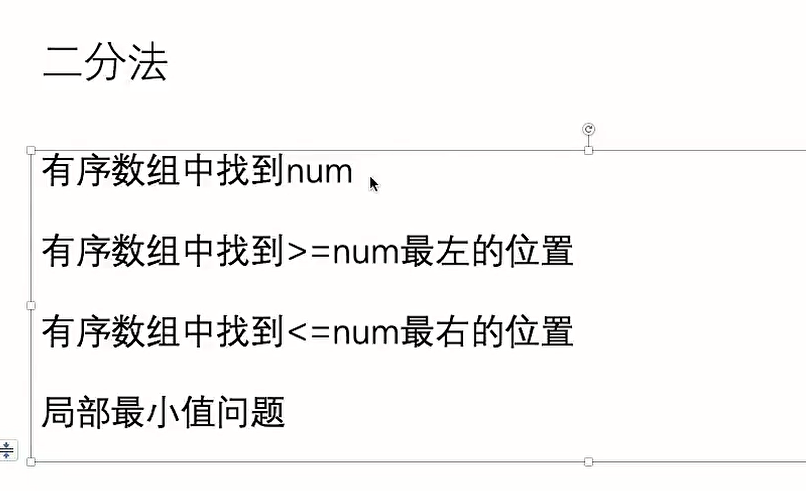 二分法
有序数组中找到num
有序数组中找到>=num最左的位置
有序数组中找到<=num最右的位置
局部最小值问题